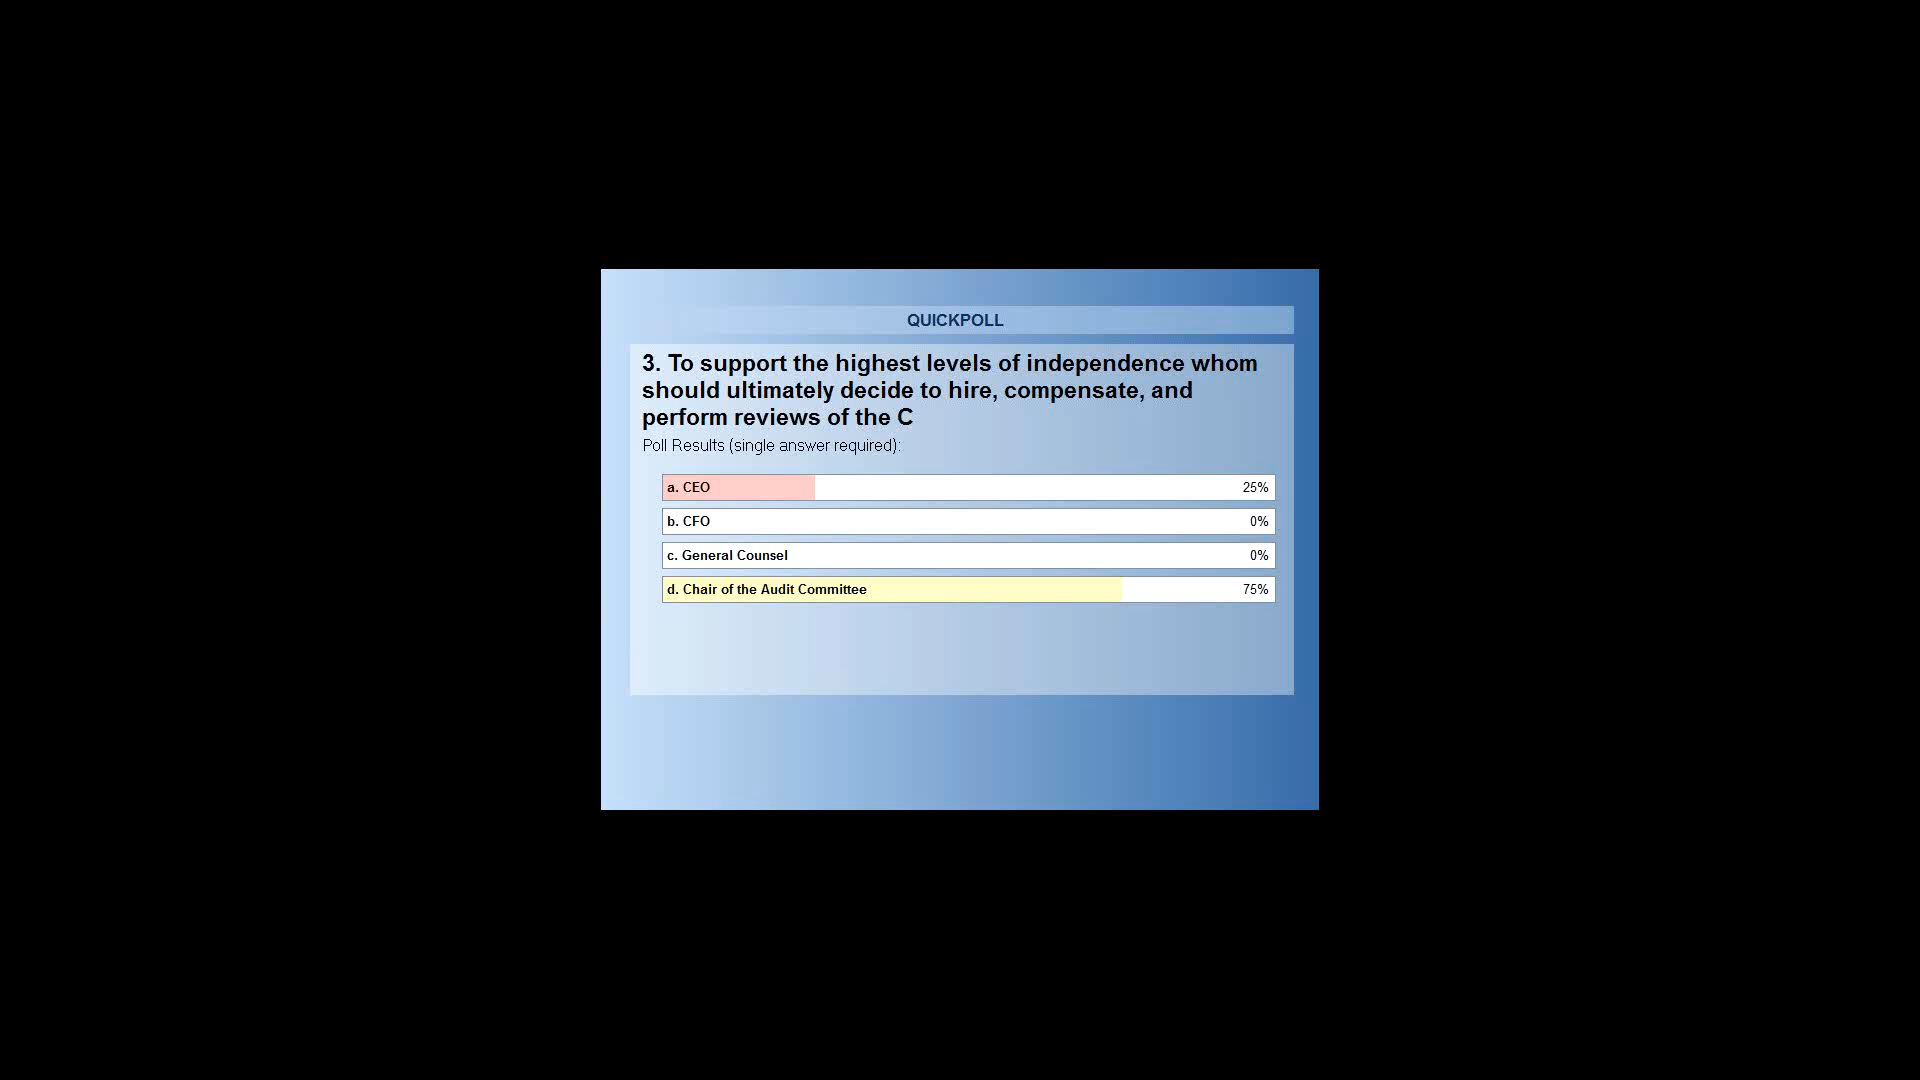 QUICKPOLL
3. To support the highest levels of independence whom
should ultimately decide to hire, compensate, and
perform reviews of the C
Poll Results (single answer required):
a. CEO 25%
b. CFO 0%
c. General Counsel 0%
d. Chair of the Audit Committee 75%